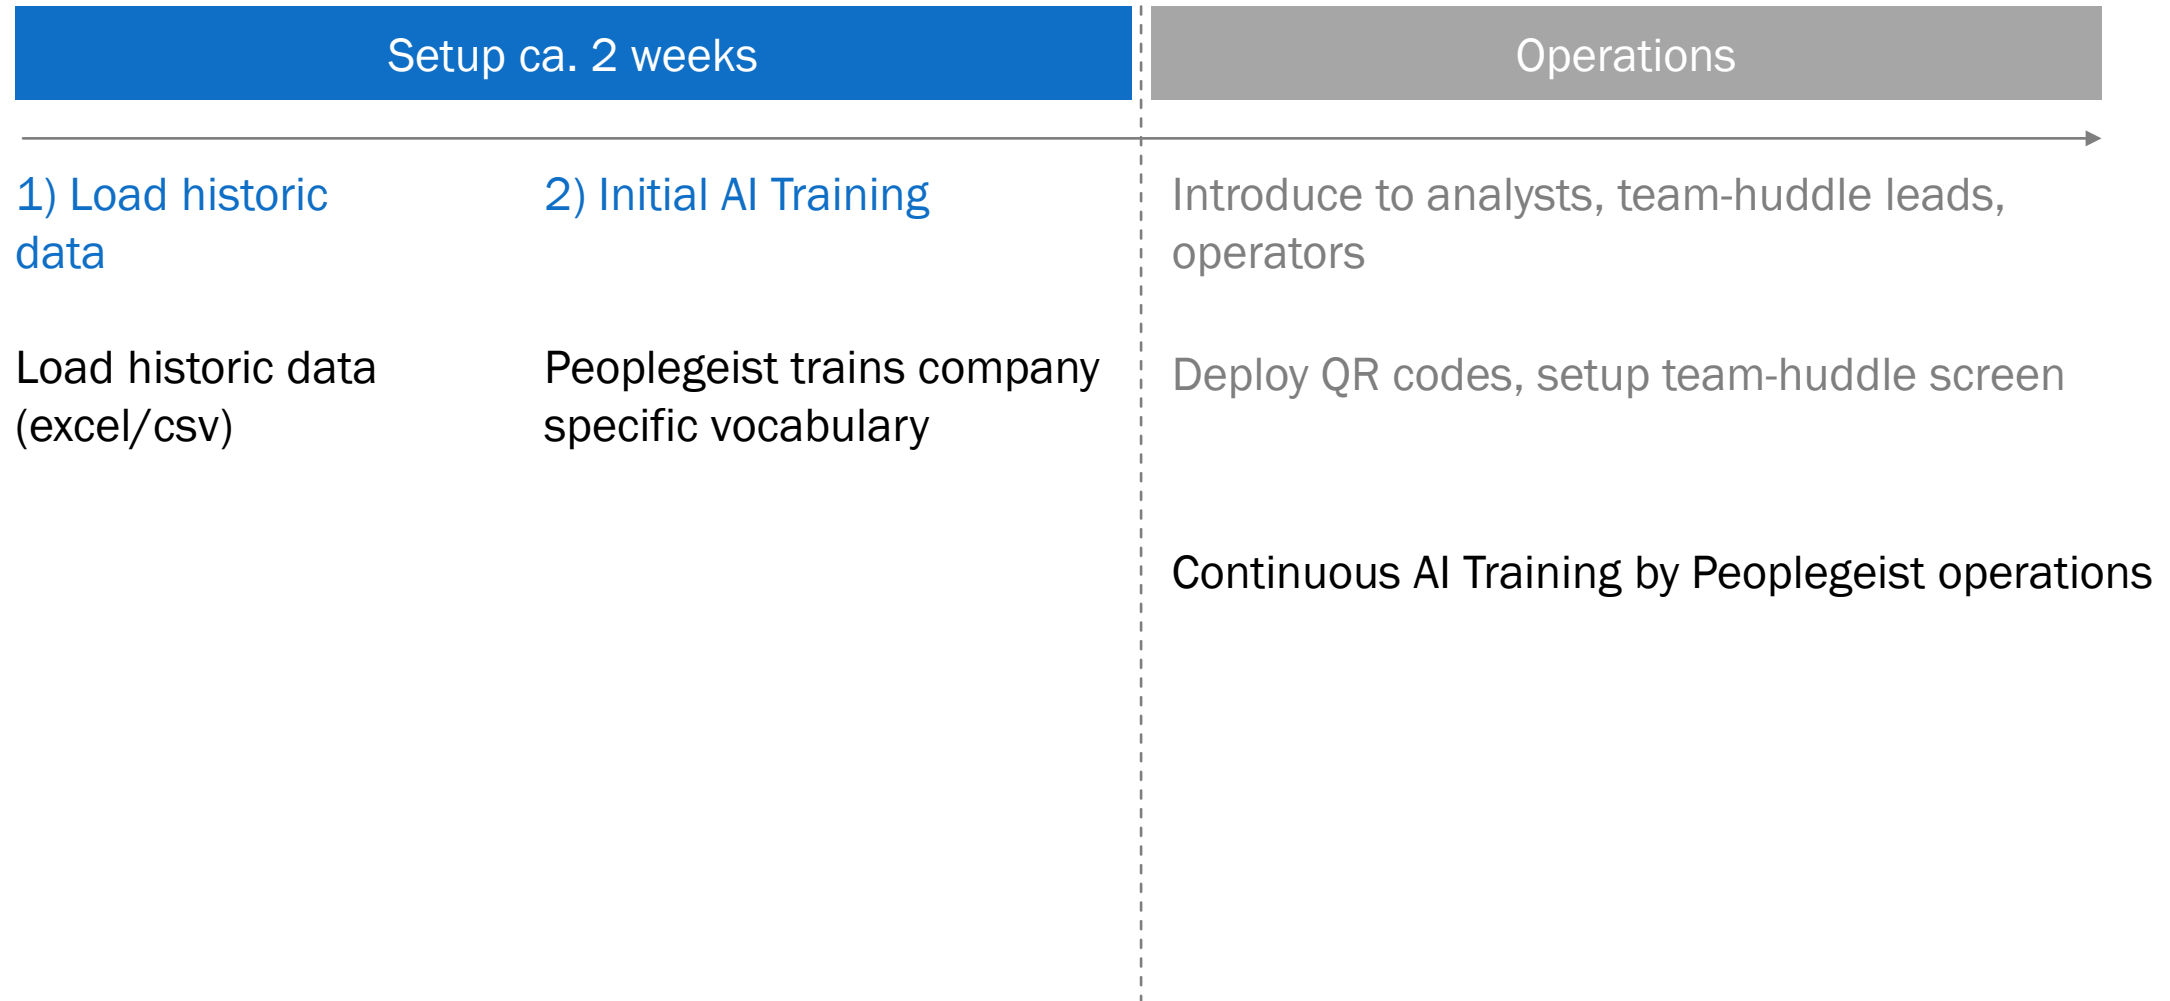 Setup ca. 2 weeks
Operations
1) Load historic
data
2) Initial AI Training
Introduce to analysts, team-huddle leads,
operators
Load historic data
(excel/csv)
Peoplegeist trains company
specific vocabulary
Deploy QR codes, setup team-huddle screen
Continuous AI Training by Peoplegeist operations